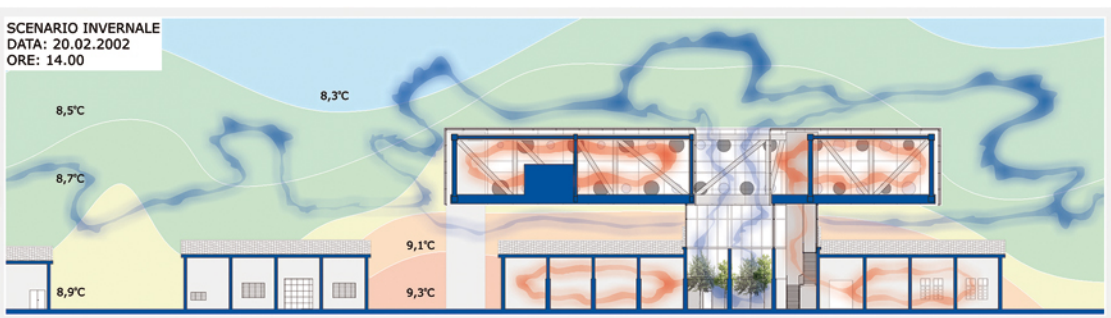 SCENARIO INVERNALE
DATA: 20.02.2002
ORE: 14.00
8,3°C
8,5°C
8,7°C
9,1°C
8,9°C
9,3°C